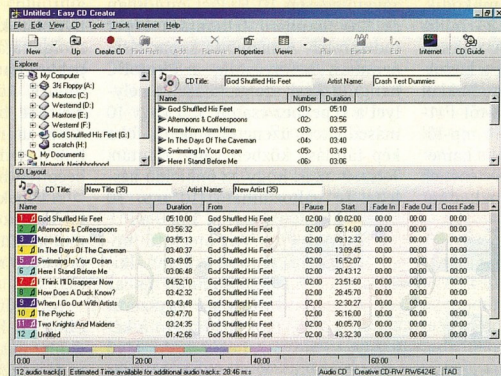 Untitled - Easy CD Creator
File Edit View CD Tools Track Internet Help
New Up Create CD Find Files Add Remove Properties Views Play Extract Edit Internet CD Guide
Explorer
My Computer
3½ Floppy (A:)
Maxtorc (C:)
Westernd (D:)
Maxtore (E:)
Westernf (F:)
God Shuffled His Feet (G:)
scratch (H:)
My Documents
Network Neighborhood
CD Title: God Shuffled His Feet Artist Name: Crash Test Dummies
Name Number Duration
God Shuffled His Feet <01> 05:10
Afternoons & Coffeespoons <02> 03:56
Mmm Mmm Mmm Mmm <03> 03:55
In The Days Of The Caveman <04> 03:40
Swimming In Your Ocean <05> 03:49
Here I Stand Before Me <06> 03:06
CD Layout
CD Title: New Title (35) Artist Name: New Artist (35)
Name Duration From Pause Start Fade In Fade Out Cross Fade
1 God Shuffled His Feet 05:10:00 God Shuffled His Feet 02:00 00:02:00 00:00 00:00 00:00
2 Afternoons & Coffeespoons 03:56:32 God Shuffled His Feet 02:00 05:14:00 00:00 00:00 00:00
3 Mmm Mmm Mmm Mmm 03:55:13 God Shuffled His Feet 02:00 09:12:32 00:00 00:00 00:00
4 In The Days Of The Caveman 03:40:37 God Shuffled His Feet 02:00 13:09:45 00:00 00:00 00:00
5 Swimming In Your Ocean 03:49:05 God Shuffled His Feet 02:00 16:52:07 00:00 00:00 00:00
6 Here I Stand Before Me 03:06:48 God Shuffled His Feet 02:00 20:43:12 00:00 00:00 00:00
7 I Think I'll Disappear Now 04:52:10 God Shuffled His Feet 02:00 23:51:60 00:00 00:00 00:00
8 How Does A Duck Know? 03:42:32 God Shuffled His Feet 02:00 28:45:70 00:00 00:00 00:00
9 When I Go Out With Artists 03:43:48 God Shuffled His Feet 02:00 32:30:27 00:00 00:00 00:00
10 The Psychic 03:47:70 God Shuffled His Feet 02:00 36:16:00 00:00 00:00 00:00
11 Two Knights And Maidens 03:24:35 God Shuffled His Feet 02:00 40:05:70 00:00 00:00 00:00
12 Untitled 01:42:66 God Shuffled His Feet 02:00 43:32:30 00:00 00:00 00:00
0:00 20:00 40:00 60:00
12 audio track(s) Estimated Time available for additional audio tracks: 28:46 m:s Audio CD Creative CD-RW RW6424E TAO